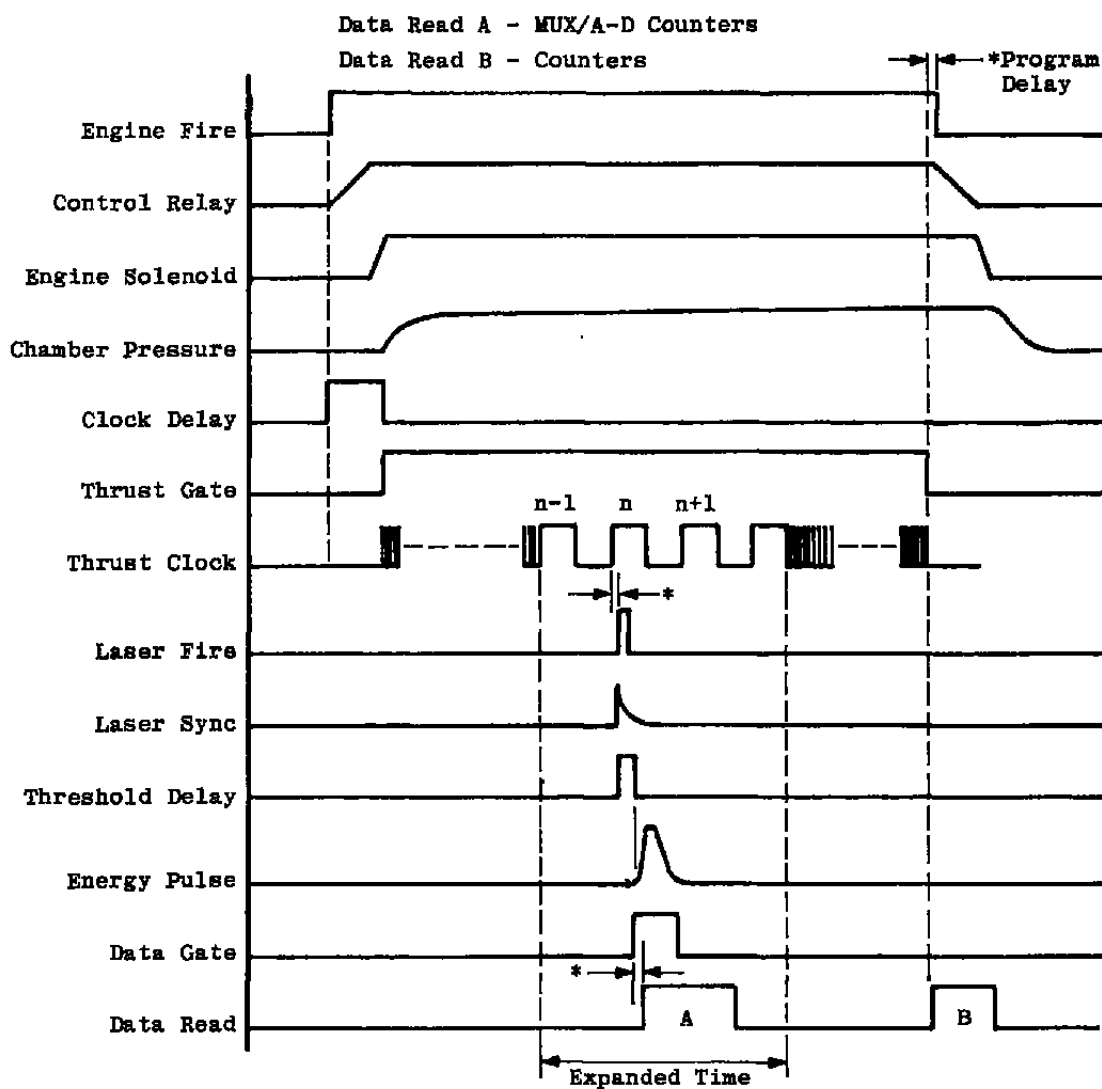 Data Read A - MUX/A-D Counters
Data Read B - Counters
*Program
Delay
Engine Fire
Control Relay
Engine Solenoid
Chamber Pressure
Clock Delay
Thrust Gate
n-1 n n+1
Thrust Clock
*
Laser Fire
Laser Sync
Threshold Delay
Energy Pulse
Data Gate
*
Data Read
A
B
Expanded Time